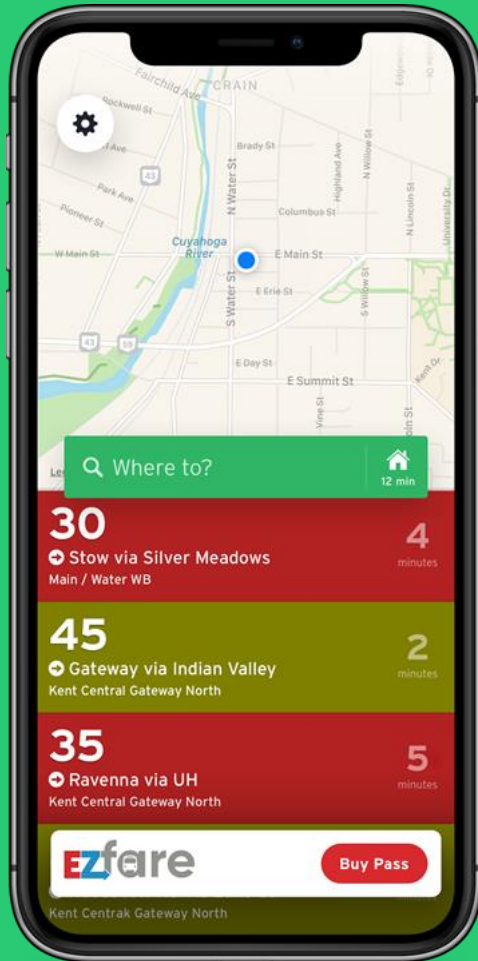 Fairchild Ave
CRAIN
Rockwell St
Brady St
43
Park Ave
N Water St
Highland Ave
N Willow St
N Lincoln St
University Dr
Columbus St
Pioneer St
Cuyahoga
River
W Main St
E Main St
E Erie St
S Water St
S Willow St
43
59
E Day St
E Summit St
Kent Dr
Vine St
Where to?
12 min
30
Stow via Silver Meadows
Main / Water WB
4
minutes
45
Gateway via Indian Valley
Kent Central Gateway North
2
minutes
35
Ravenna via UH
Kent Central Gateway North
5
minutes
EZfare
Buy Pass
Kent Centrak Gateway North